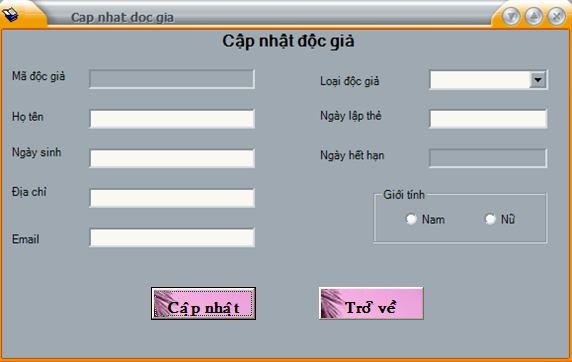 Cap nhat doc gia
Cập nhật độc giả
Mã độc giả
Loại độc giả
Họ tên
Ngày lập thẻ
Ngày sinh
Ngày hết hạn
Địa chỉ
Giới tính
Nam
Nữ
Email
Cập nhật
Trở về